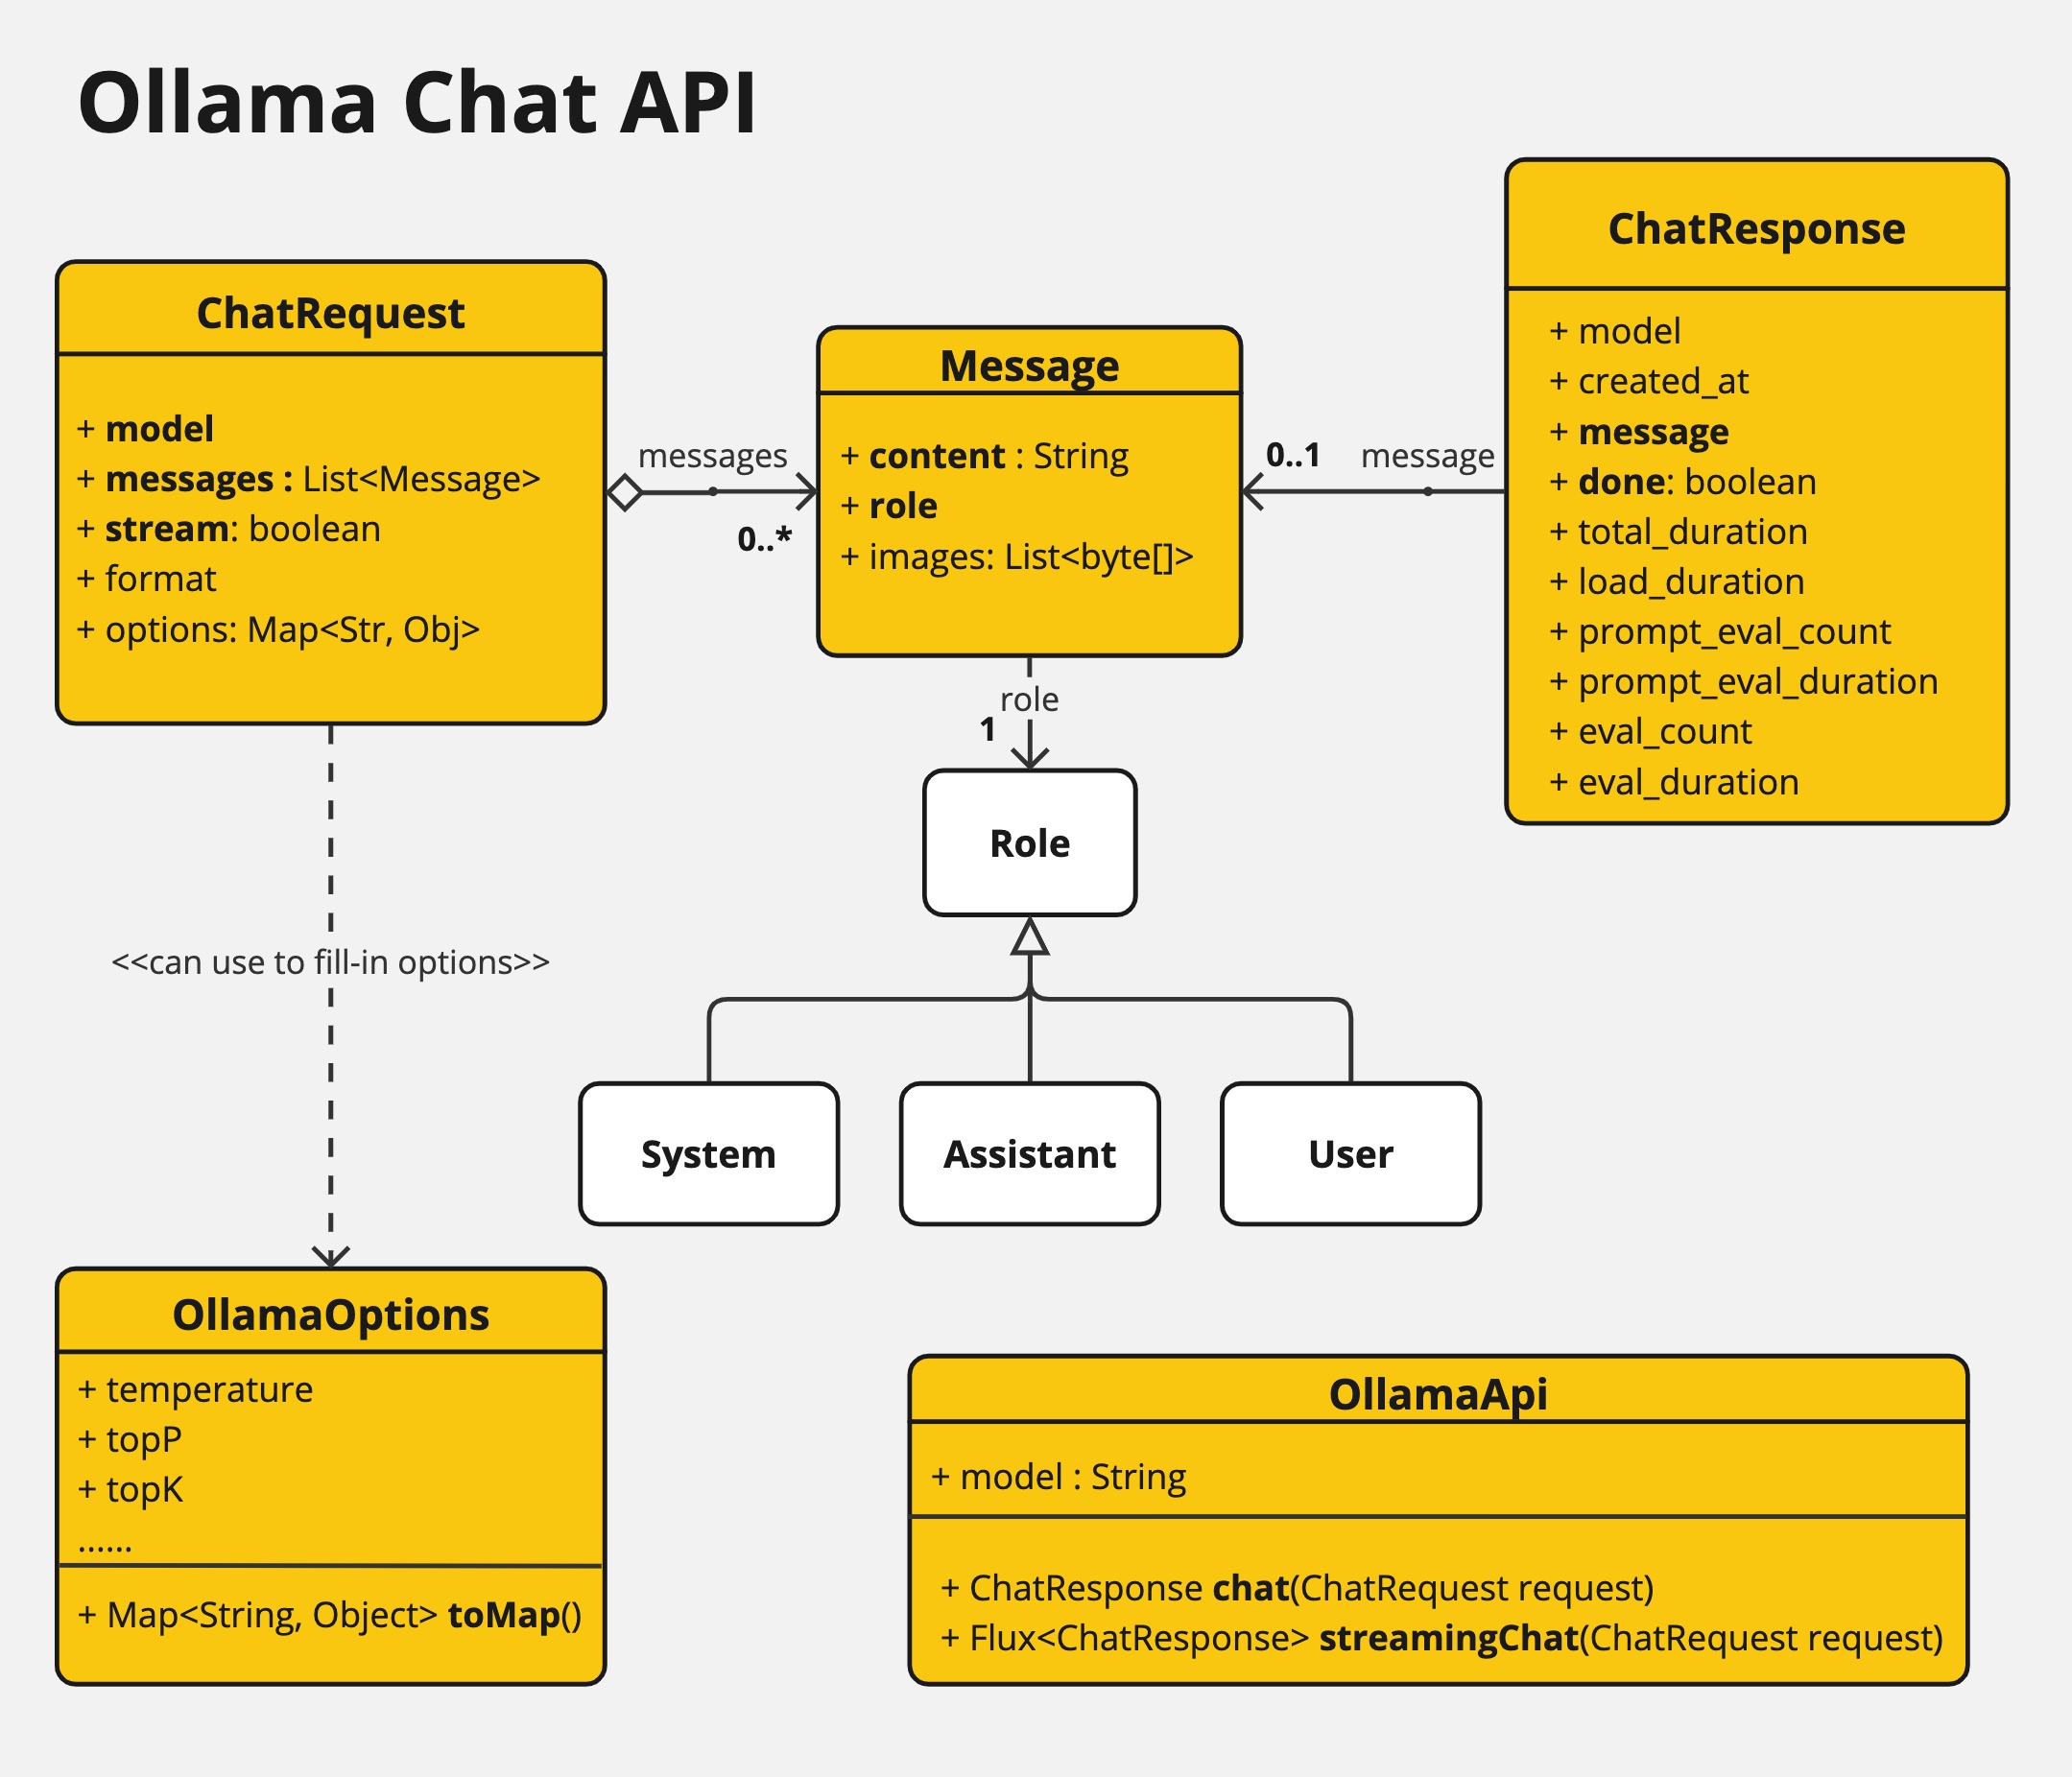 Ollama Chat API
ChatRequest
+ model
+ messages : List<Message>
+ stream: boolean
+ format
+ options: Map<Str, Obj>
messages
0..*
Message
+ content : String
+ role
+ images: List<byte[]>
0..1
message
ChatResponse
+ model
+ created_at
+ message
+ done: boolean
+ total_duration
+ load_duration
+ prompt_eval_count
+ prompt_eval_duration
+ eval_count
+ eval_duration
role
1
Role
<<can use to fill-in options>>
System
Assistant
User
OllamaOptions
+ temperature
+ topP
+ topK
......
+ Map<String, Object> toMap()
OllamaApi
+ model : String
+ ChatResponse chat(ChatRequest request)
+ Flux<ChatResponse> streamingChat(ChatRequest request)